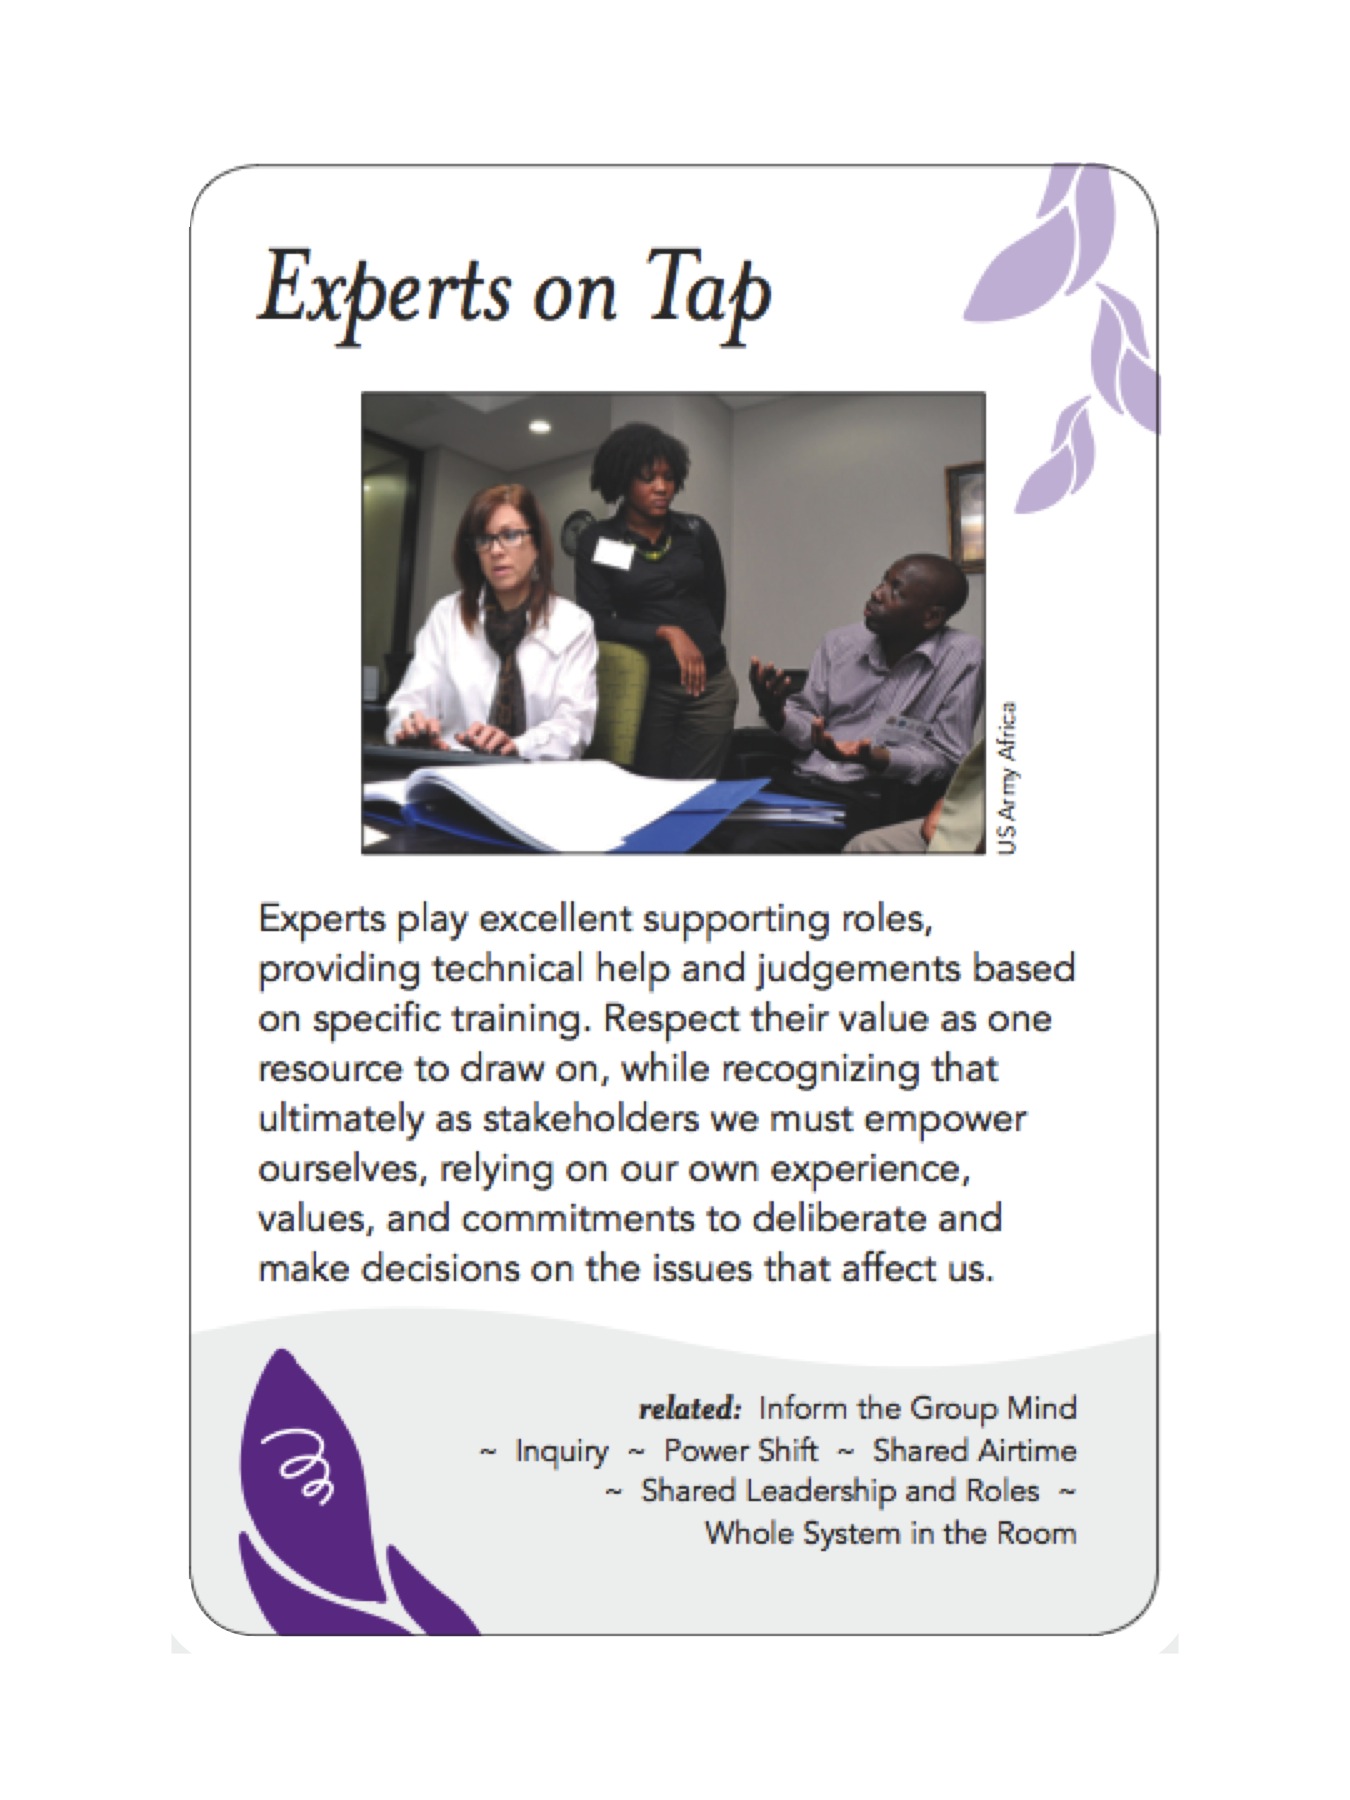 Experts on Tap
US Army Africa
Experts play excellent supporting roles,
providing technical help and judgements based
on specific training. Respect their value as one
resource to draw on, while recognizing that
ultimately as stakeholders we must empower
ourselves, relying on our own experience,
values, and commitments to deliberate and
make decisions on the issues that affect us.
related: Inform the Group Mind
~ Inquiry ~ Power Shift ~ Shared Airtime
~ Shared Leadership and Roles ~
Whole System in the Room